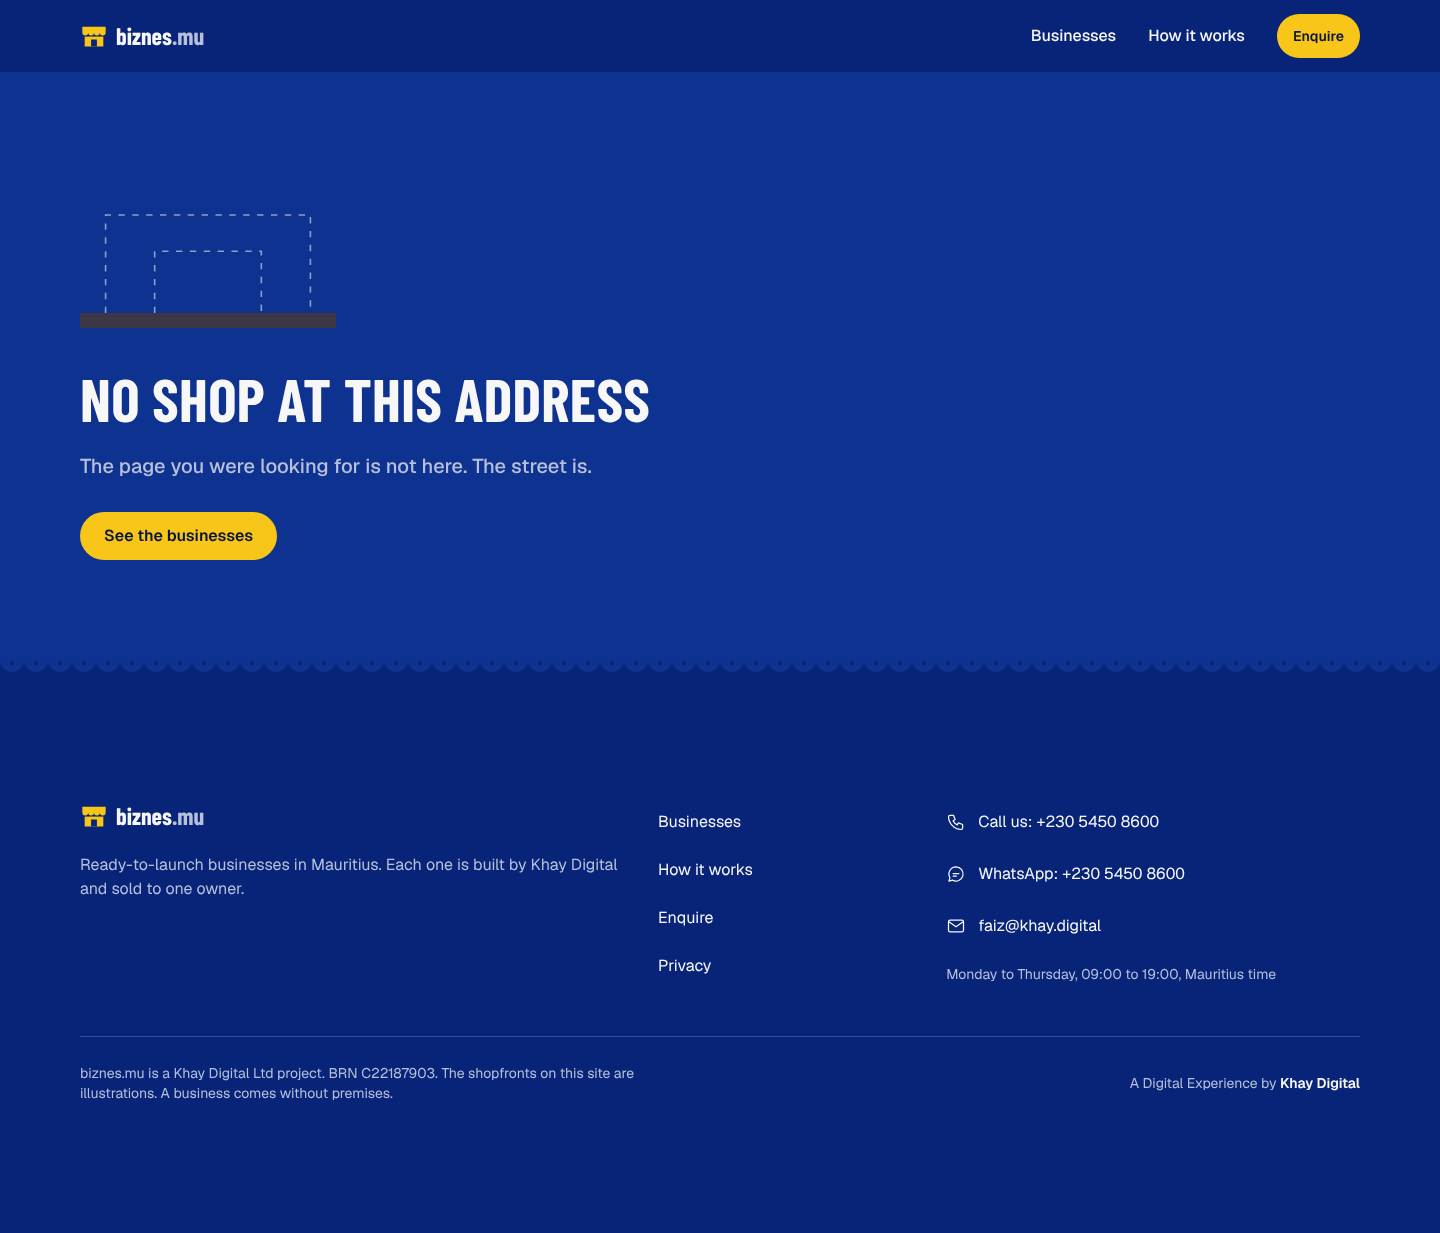 biznes.mu
Businesses
How it works
Enquire
NO SHOP AT THIS ADDRESS
The page you were looking for is not here. The street is.
See the businesses
biznes.mu
Ready-to-launch businesses in Mauritius. Each one is built by Khay Digital
and sold to one owner.
Businesses
How it works
Enquire
Privacy
Call us: +230 5450 8600
WhatsApp: +230 5450 8600
faiz@khay.digital
Monday to Thursday, 09:00 to 19:00, Mauritius time
biznes.mu is a Khay Digital Ltd project. BRN C22187903. The shopfronts on this site are
illustrations. A business comes without premises.
A Digital Experience by Khay Digital